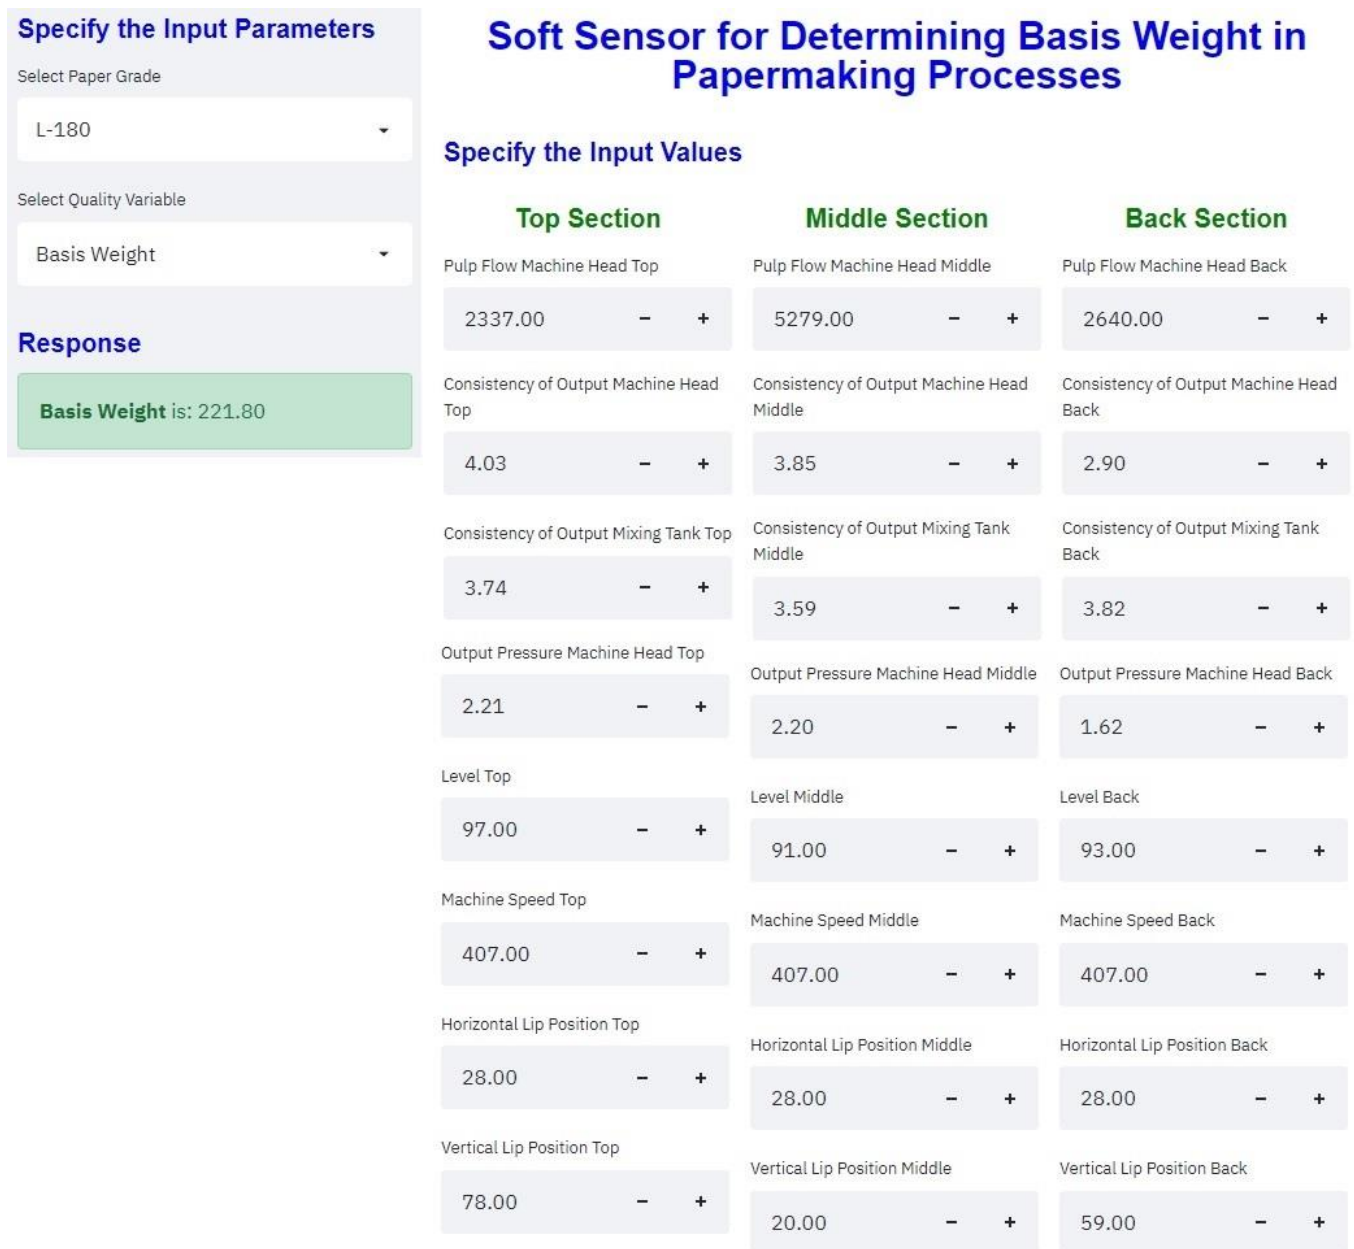 Specify the Input Parameters
Select Paper Grade
L-180
Select Quality Variable
Basis Weight
Response
Basis Weight is: 221.80
Soft Sensor for Determining Basis Weight in
Papermaking Processes
Specify the Input Values
Top Section
Pulp Flow Machine Head Top
2337.00 − +
Consistency of Output Machine Head
Top
4.03 − +
Consistency of Output Mixing Tank Top
3.74 − +
Output Pressure Machine Head Top
2.21 − +
Level Top
97.00 − +
Machine Speed Top
407.00 − +
Horizontal Lip Position Top
28.00 − +
Vertical Lip Position Top
78.00 − +
Middle Section
Pulp Flow Machine Head Middle
5279.00 − +
Consistency of Output Machine Head
Middle
3.85 − +
Consistency of Output Mixing Tank
Middle
3.59 − +
Output Pressure Machine Head Middle
2.20 − +
Level Middle
91.00 − +
Machine Speed Middle
407.00 − +
Horizontal Lip Position Middle
28.00 − +
Vertical Lip Position Middle
20.00 − +
Back Section
Pulp Flow Machine Head Back
2640.00 − +
Consistency of Output Machine Head
Back
2.90 − +
Consistency of Output Mixing Tank
Back
3.82 − +
Output Pressure Machine Head Back
1.62 − +
Level Back
93.00 − +
Machine Speed Back
407.00 − +
Horizontal Lip Position Back
28.00 − +
Vertical Lip Position Back
59.00 − +